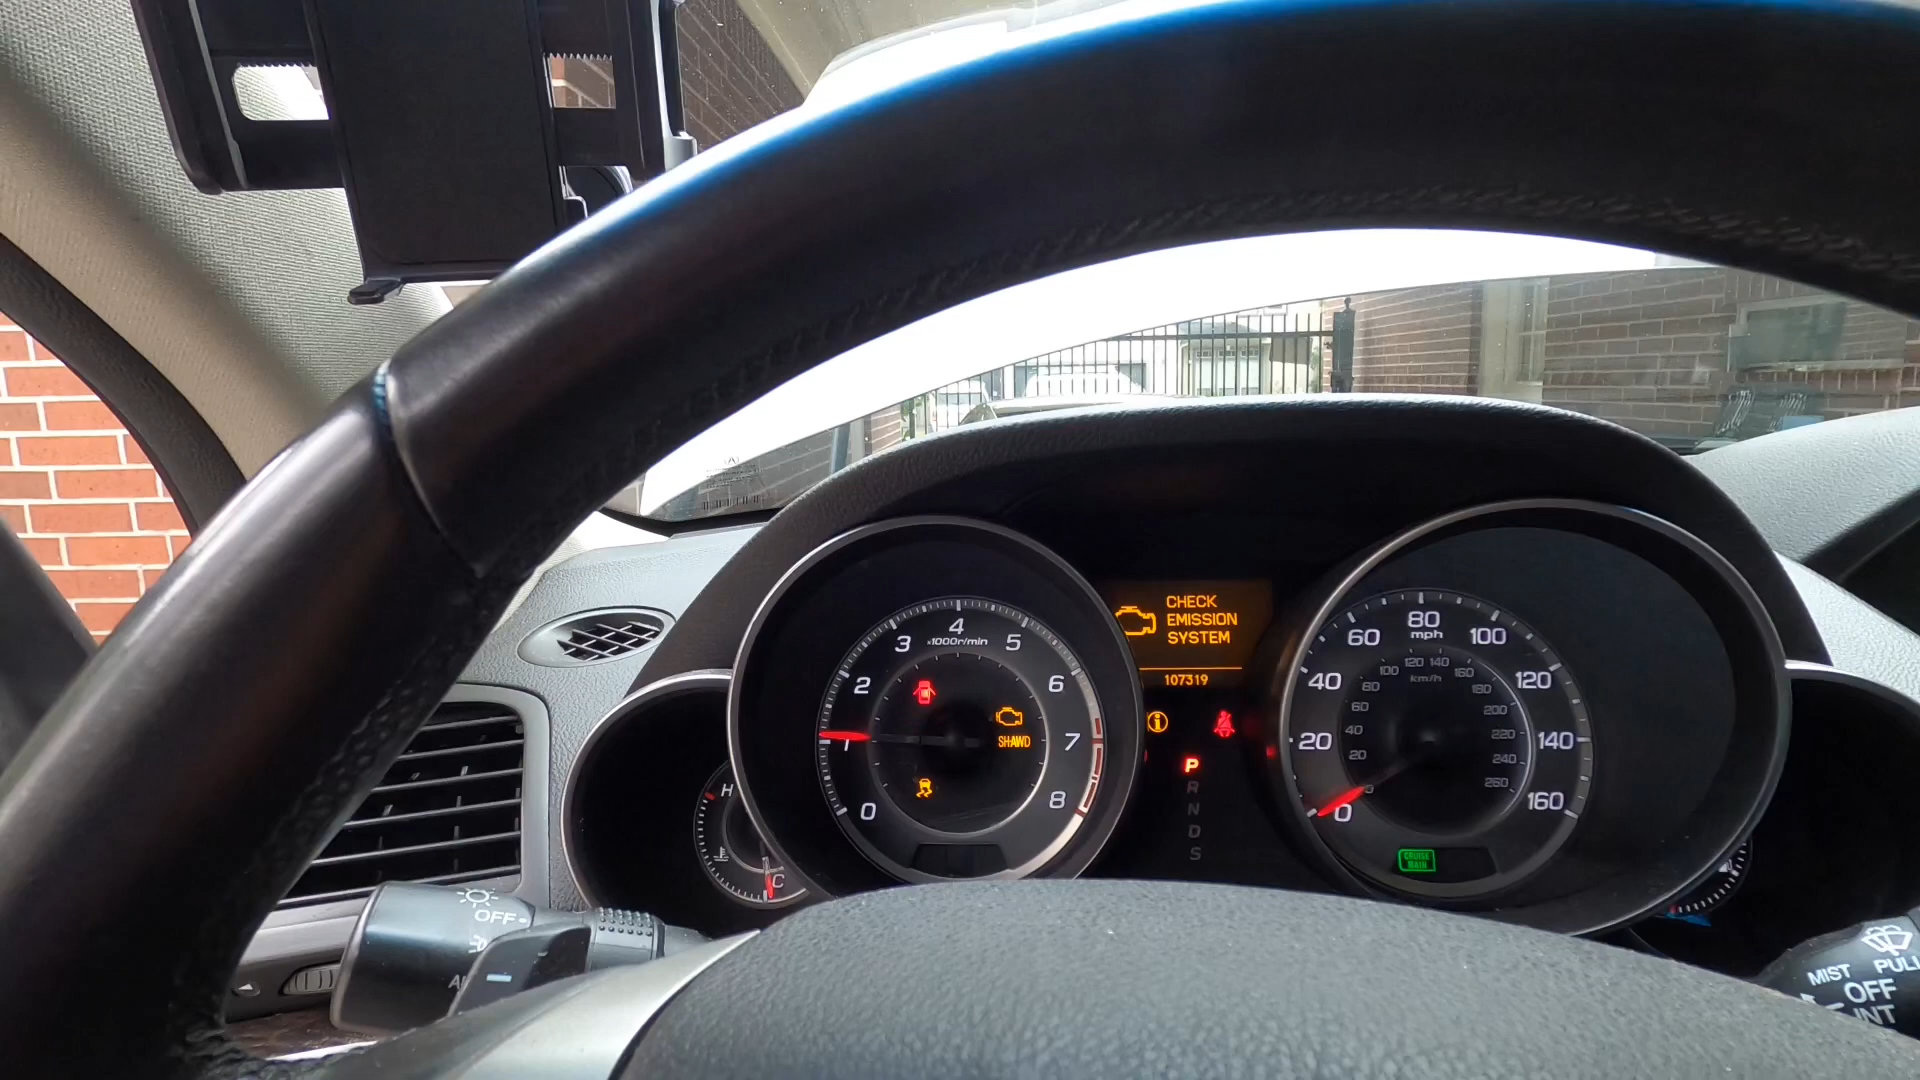 CHECK
EMISSION
SYSTEM
107319
0
1
2
3
4
5
6
7
8
x1000r/min
SH-AWD
H
C
P
R
N
D
S
0
20
40
60
80
100
120
140
160
mph
20
40
60
80
100
120
140
160
180
200
220
240
260
km/h
CRUISE
MAIN
OFF
MIST
PULL
OFF
INT